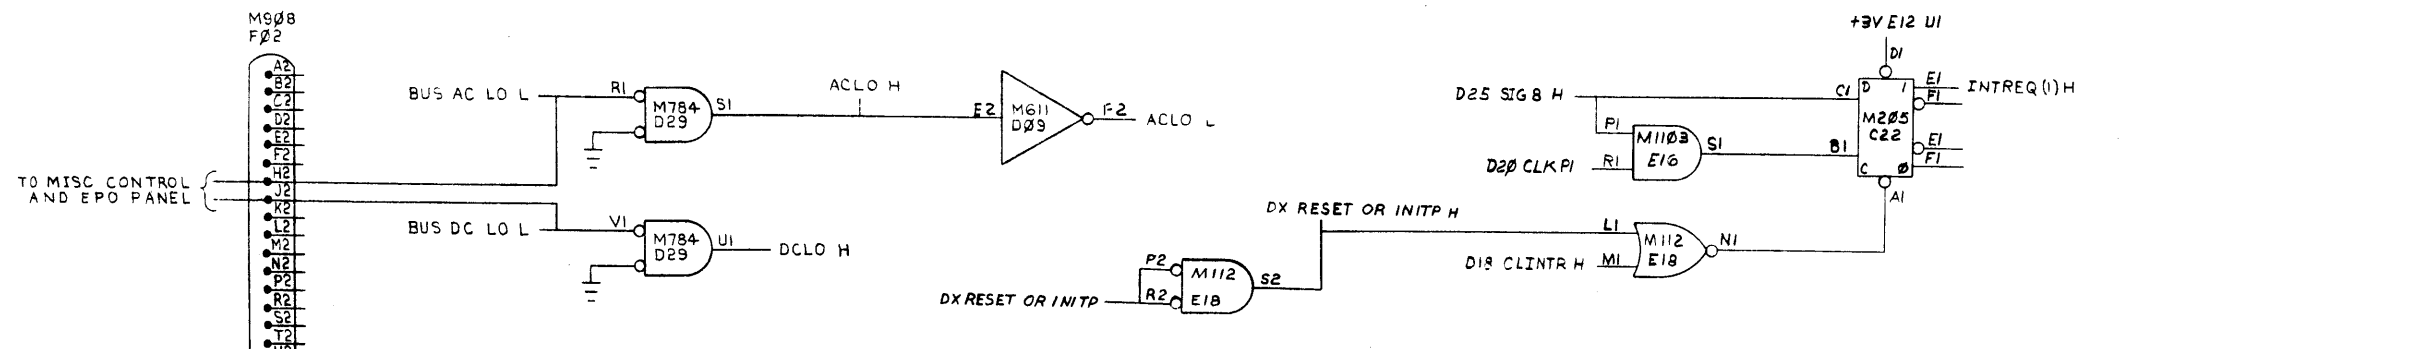 M9Ø8
FØ2
A2
B2
C2
D2
E2
F2
H2
J2
K2
L2
M2
N2
P2
R2
S2
T2
TO MISC CONTROL
AND EPO PANEL
BUS AC LO L
R1
M784
D29
S1
ACLO H
E2
M611
DØ9
F2
ACLO L
BUS DC LO L
V1
M784
D29
U1
DCLO H
DX RESET OR INITP
P2
R2
M112
E18
S2
DX RESET OR INITP H
D25 SIG 8 H
P1
D2Ø CLK P1
R1
M11Ø3
E16
S1
L1
D18 CLINTR H
M1
M112
E18
N1
+3V E12 U1
D1
C1
D
1
M2Ø5
C22
B1
C
Ø
A1
E1
INTREQ(1)H
F1
E1
F1